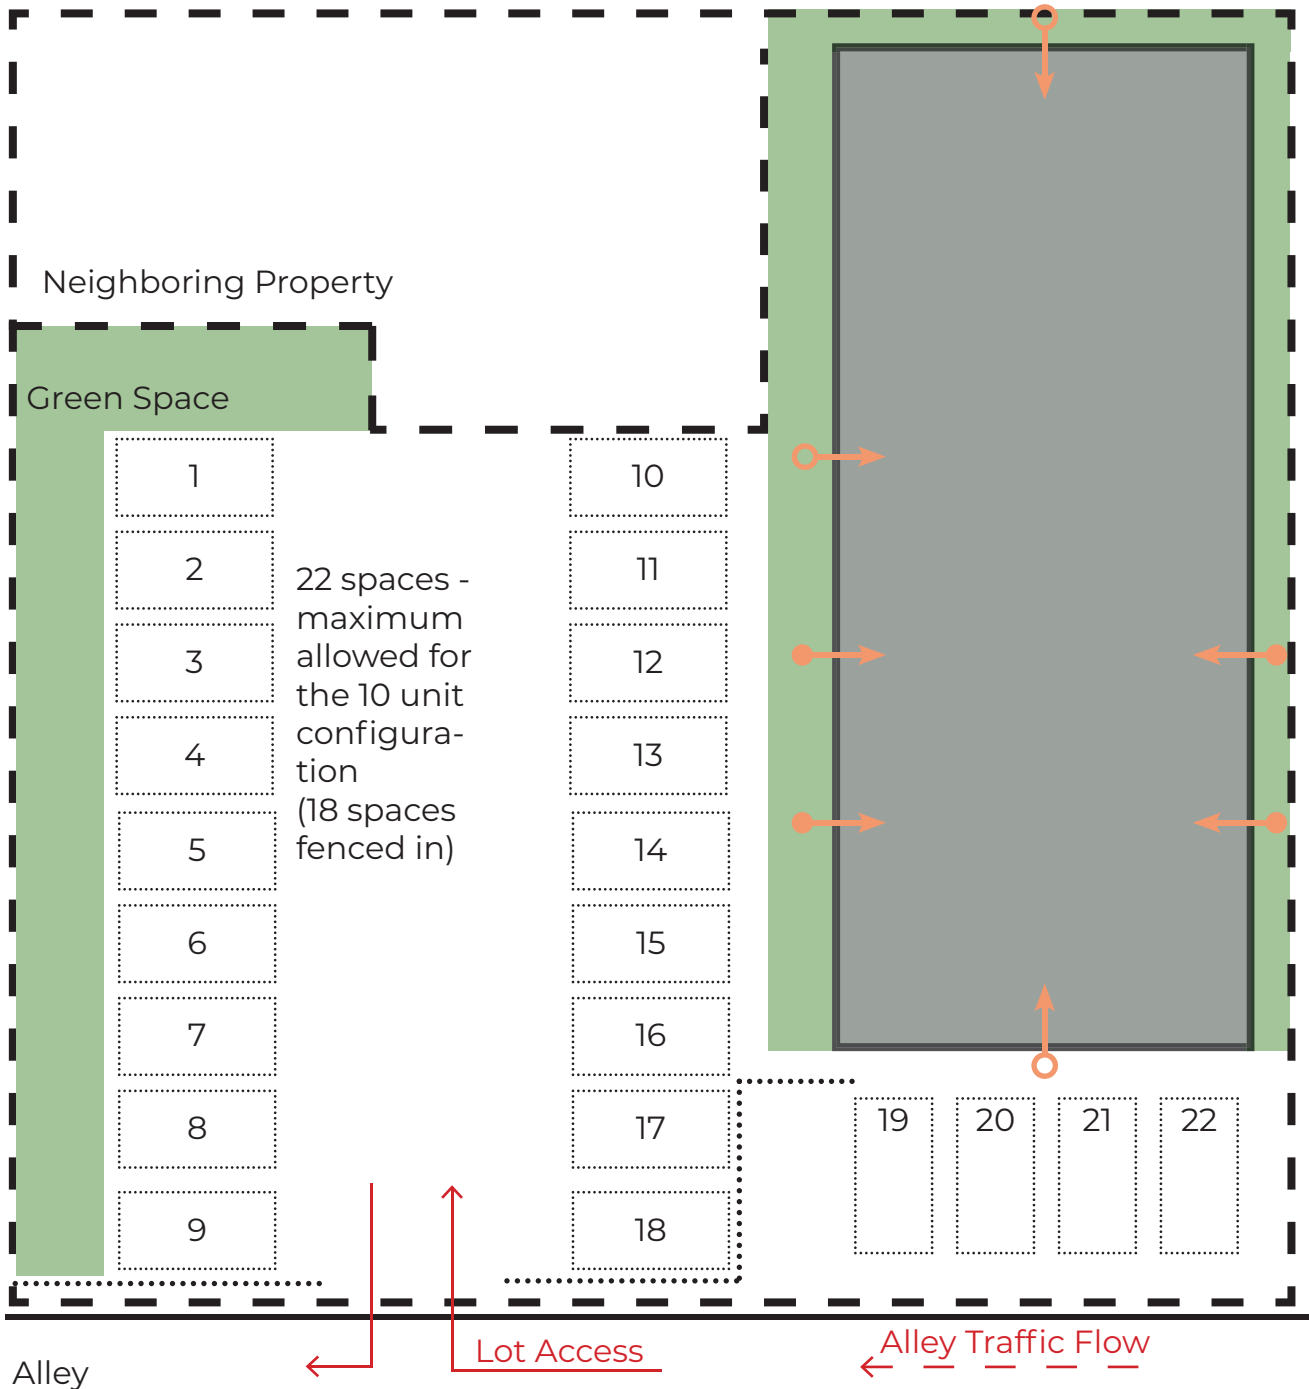 Neighboring Property
Green Space
1
2
3
4
5
6
7
8
9
22 spaces -
maximum
allowed for
the 10 unit
configura-
tion
(18 spaces
fenced in)
10
11
12
13
14
15
16
17
18
19
20
21
22
Lot Access
Alley Traffic Flow
Alley